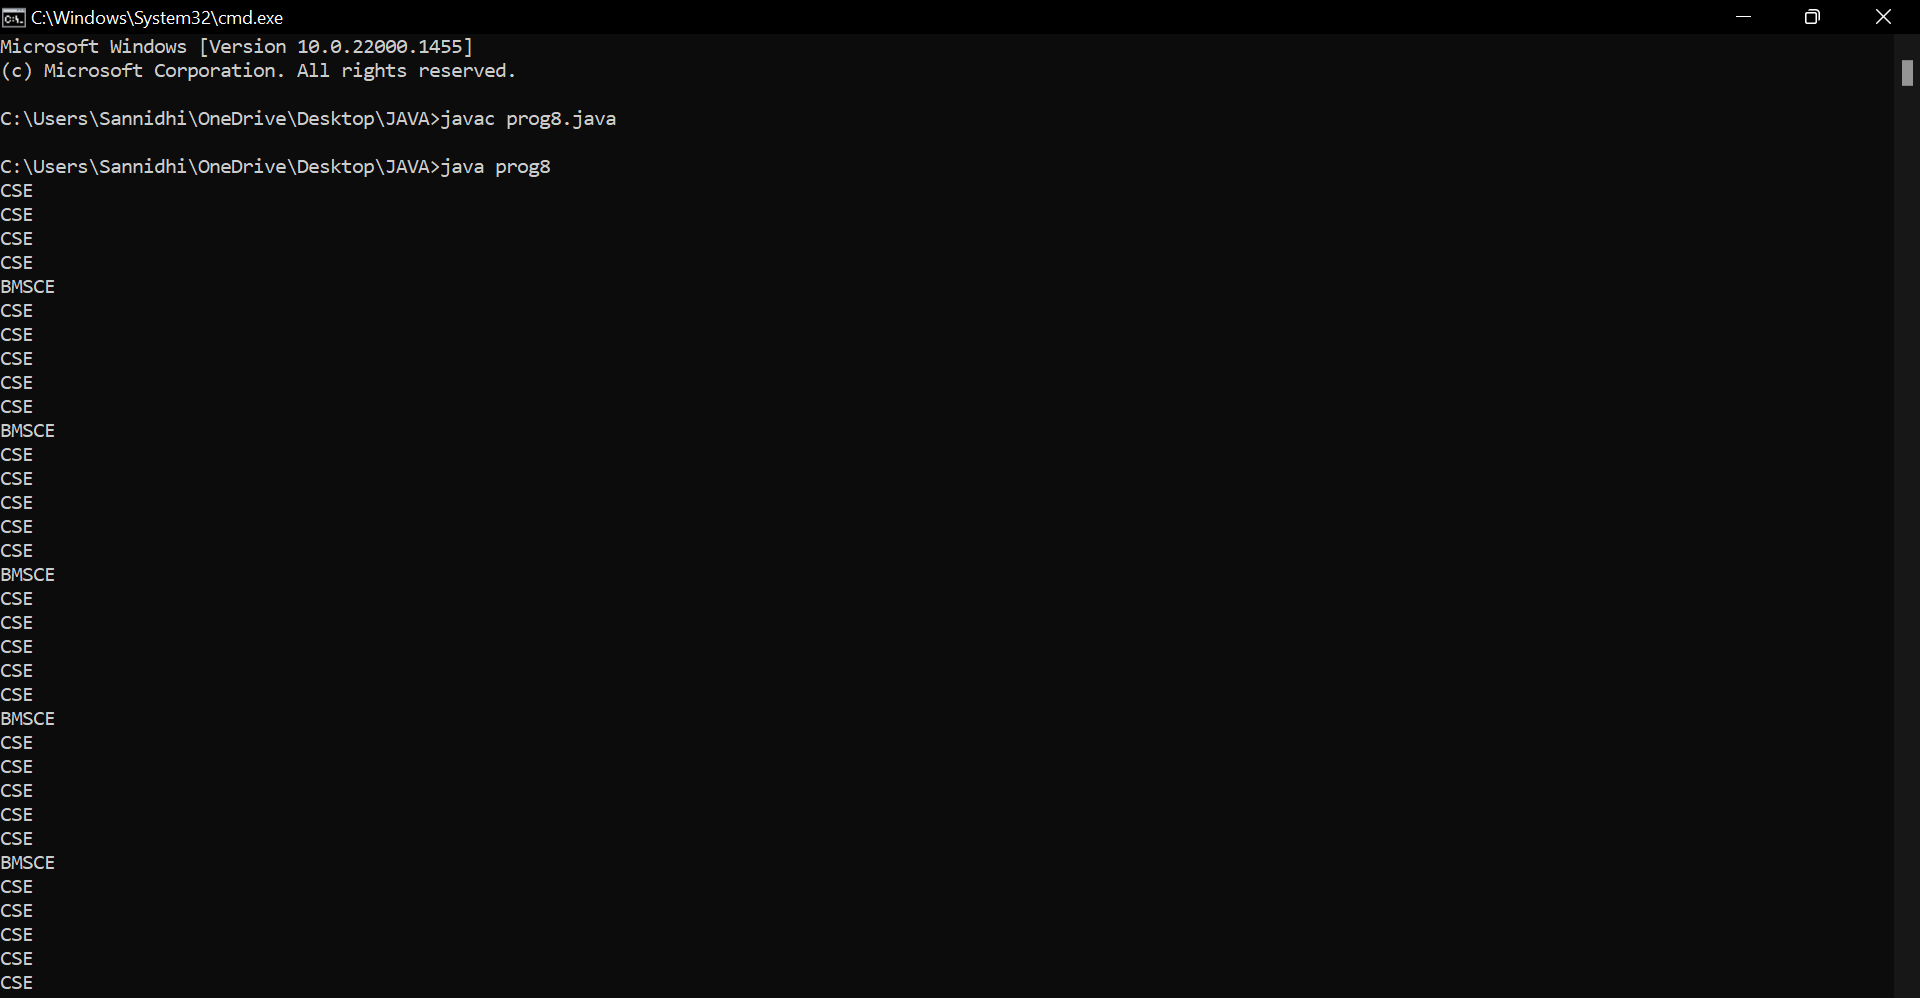 C:\Windows\System32\cmd.exe
Microsoft Windows [Version 10.0.22000.1455]
(c) Microsoft Corporation. All rights reserved.
C:\Users\Sannidhi\OneDrive\Desktop\JAVA>javac prog8.java
C:\Users\Sannidhi\OneDrive\Desktop\JAVA>java prog8
CSE
CSE
CSE
CSE
BMSCE
CSE
CSE
CSE
CSE
CSE
BMSCE
CSE
CSE
CSE
CSE
CSE
BMSCE
CSE
CSE
CSE
CSE
CSE
BMSCE
CSE
CSE
CSE
CSE
CSE
BMSCE
CSE
CSE
CSE
CSE
CSE